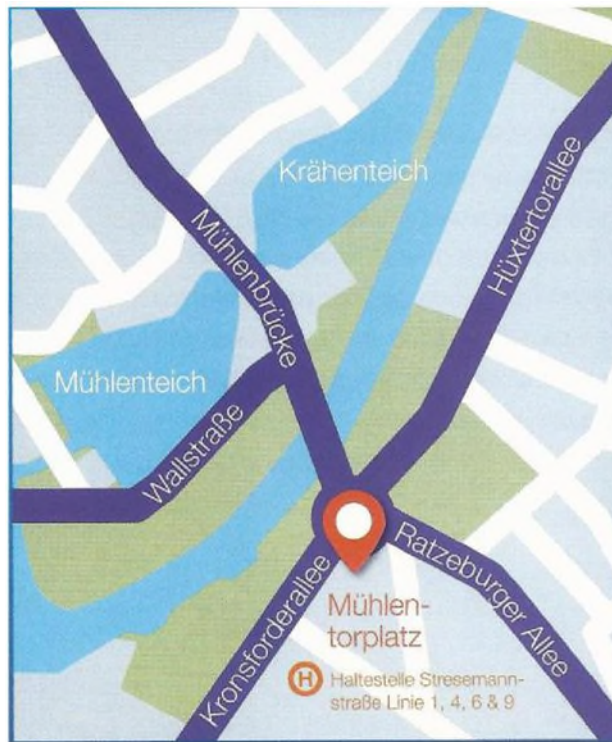 Krähenteich
Hüxtertorallee
Mühlenbrücke
Mühlenteich
Wallstraße
Ratzeburger Allee
Kronsforderallee
Mühlen-
torplatz
H Haltestelle Stresemann-
straße Linie 1, 4, 6 & 9